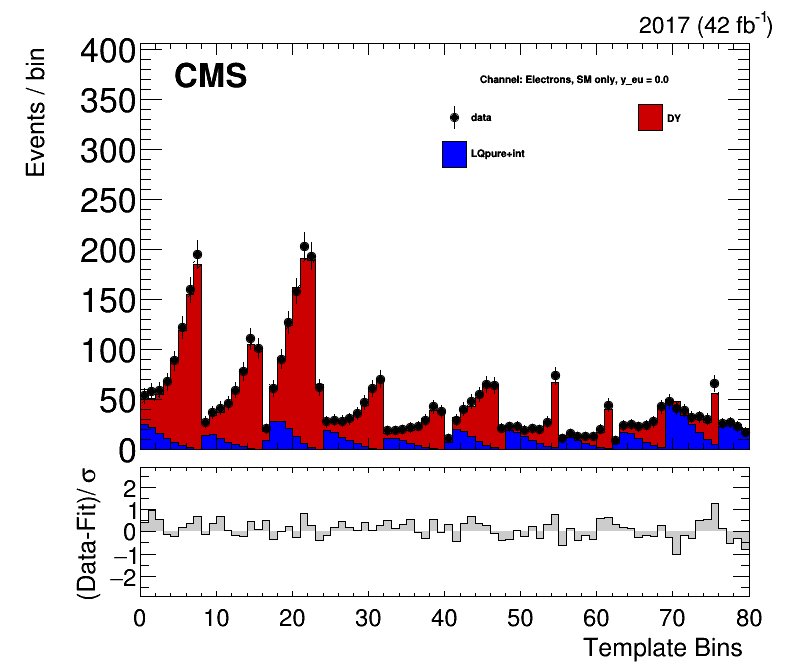 2017 (42 fb-1)
CMS
Channel: Electrons, SM only, y_eu = 0.0
data
DY
LQpure+int
Events / bin
400
350
300
250
200
150
100
50
0
(Data-Fit)/ σ
2
1
0
−1
−2
0 10 20 30 40 50 60 70 80
Template Bins